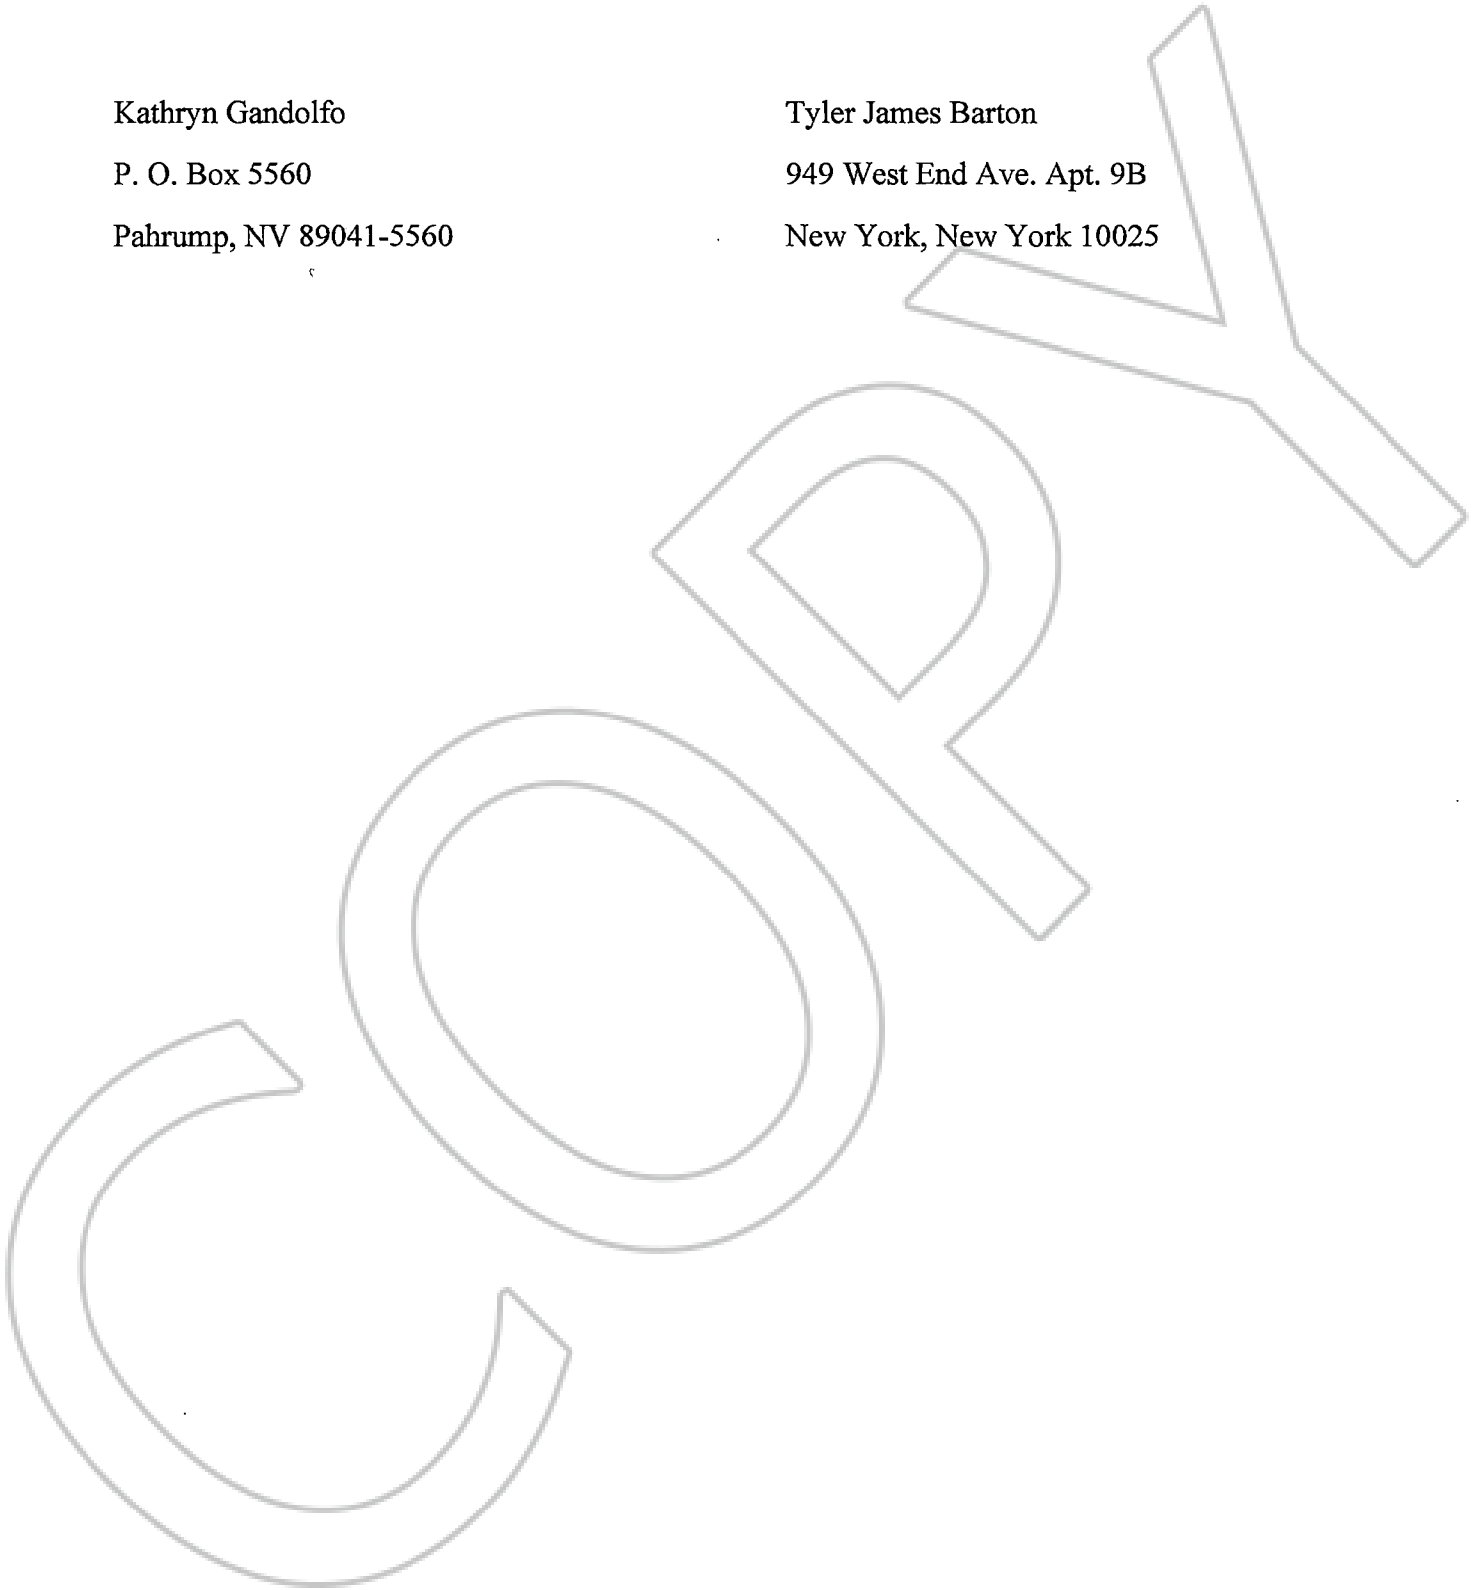 Kathryn Gandolfo
P. O. Box 5560
Pahrump, NV 89041-5560
Tyler James Barton
949 West End Ave. Apt. 9B
New York, New York 10025
COPY